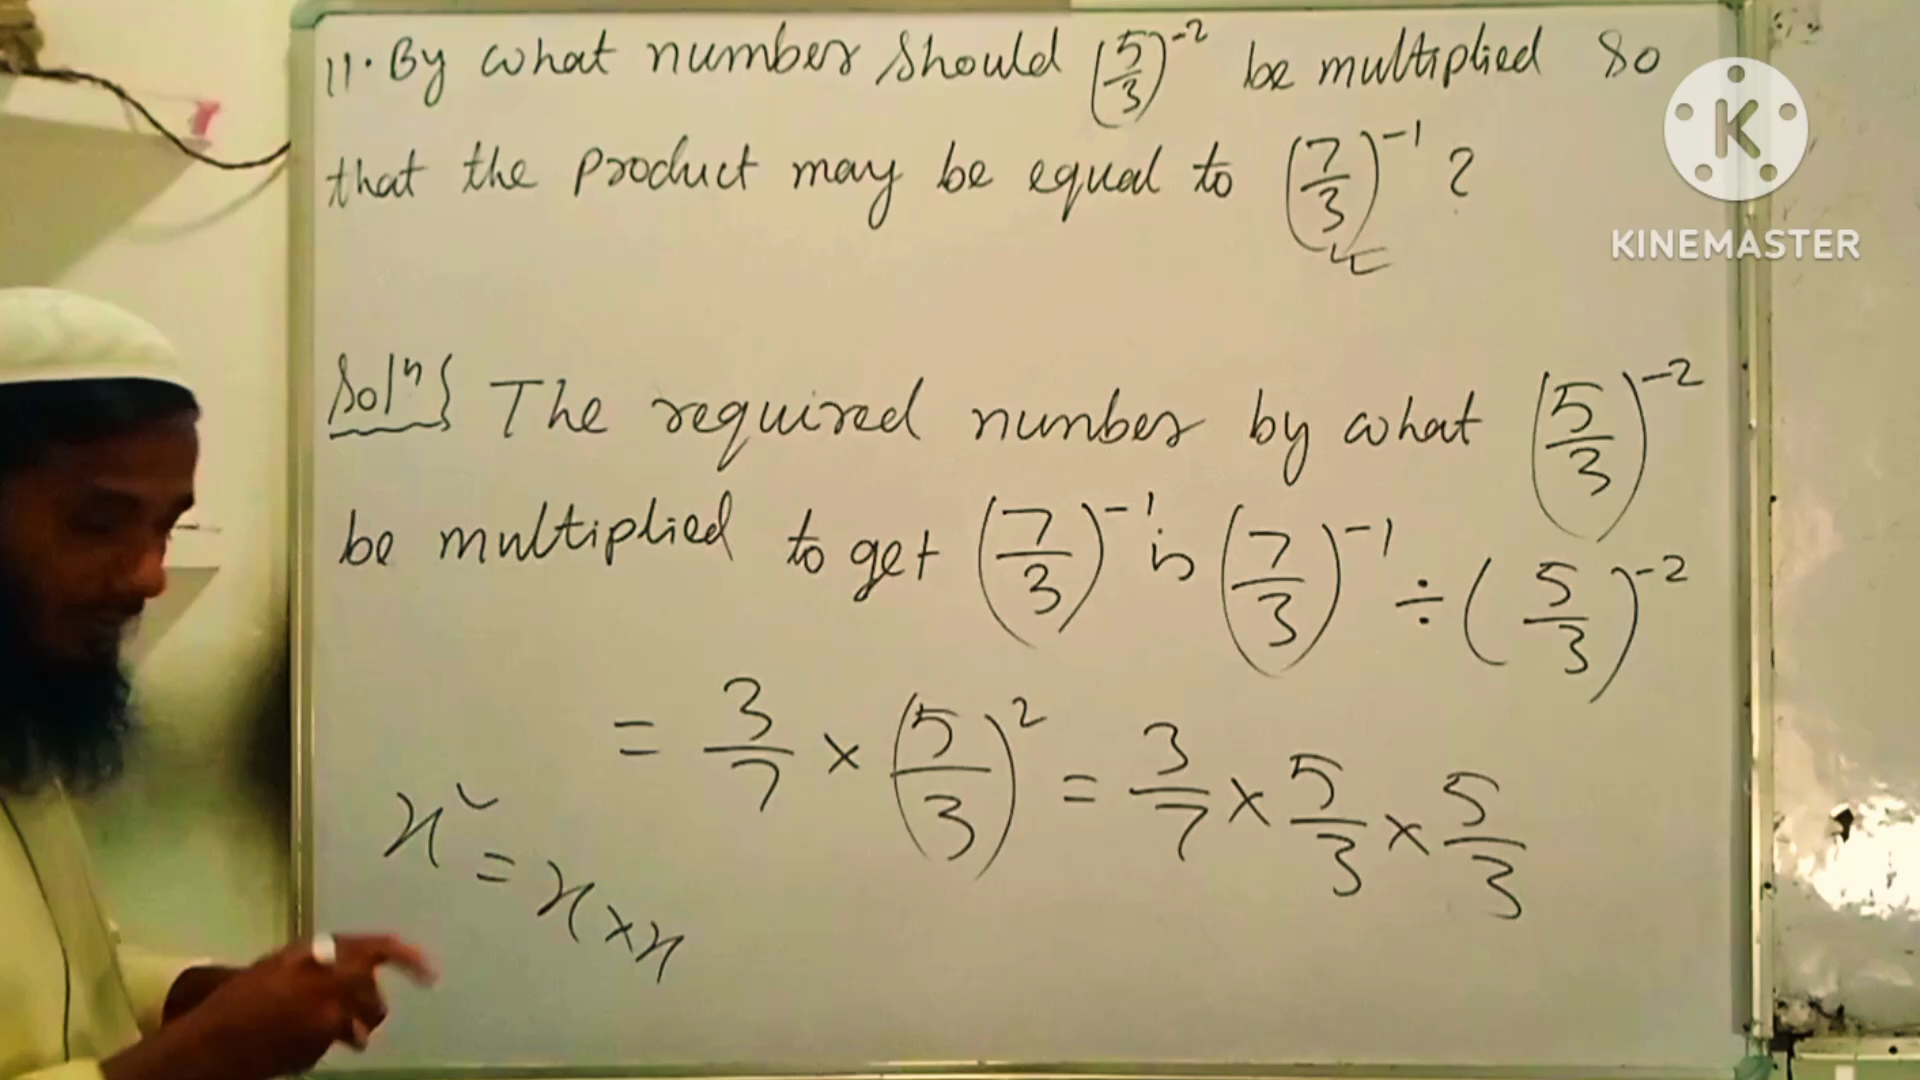 11. By what number should (5/3)^-2 be multiplied so
that the product may be equal to (7/3)^-1 ?
K
KINEMASTER
Solⁿ} The required number by what (5/3)^-2
be multiplied to get (7/3)^-1 is (7/3)^-1 ÷ (5/3)^-2
= 3/7 × (5/3)^2 = 3/7 × 5/3 × 5/3
x² = x × x